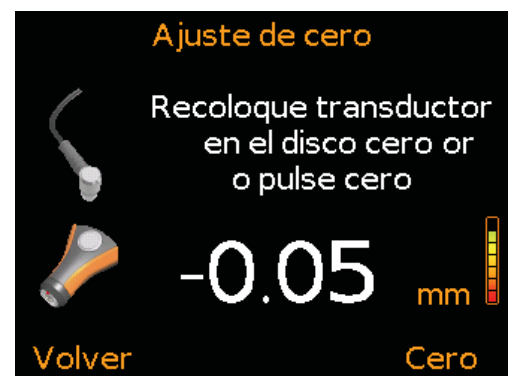 Ajuste de cero
Recoloque transductor
en el disco cero or
o pulse cero
-0.05 mm
Volver Cero